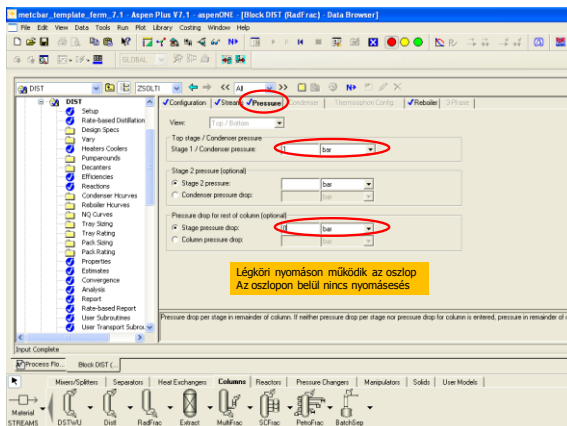 metcbar_template_ferm_7.1 - Aspen Plus V7.1 - aspenONE - [Block DIST (RadFrac) - Data Browser]
File Edit View Data Tools Run Plot Library Costing Window Help
GLOBAL
DIST ZSOLTI All N>
DIST
Setup
Rate-based Distillation
Design Specs
Vary
Heaters Coolers
Pumparounds
Decanters
Efficiencies
Reactions
Condenser Hcurves
Reboiler Hcurves
NQ Curves
Tray Sizing
Tray Rating
Pack Sizing
Pack Rating
Properties
Estimates
Convergence
Analysis
Report
Rate-based Report
User Subroutines
User Transport Subrou
Configuration Streams Pressure Condenser Thermosiphon Config. Reboiler 3-Phase
View: Top / Bottom
Top stage / Condenser pressure
Stage 1 / Condenser pressure: 1 bar
Stage 2 pressure (optional)
Stage 2 pressure: bar
Condenser pressure drop: bar
Pressure drop for rest of column (optional)
Stage pressure drop: 0 bar
Column pressure drop: bar
Légköri nyomáson működik az oszlop
Az oszlopon belül nincs nyomásesés
Pressure drop per stage in remainder of column. If neither pressure drop per stage nor pressure drop for column is entered, pressure in remainder of
Input Complete
Process Flo... Block DIST (...
Mixers/Splitters Separators Heat Exchangers Columns Reactors Pressure Changers Manipulators Solids User Models
Material
STREAMS DSTWU Distl RadFrac Extract MultiFrac SCFrac PetroFrac BatchSep